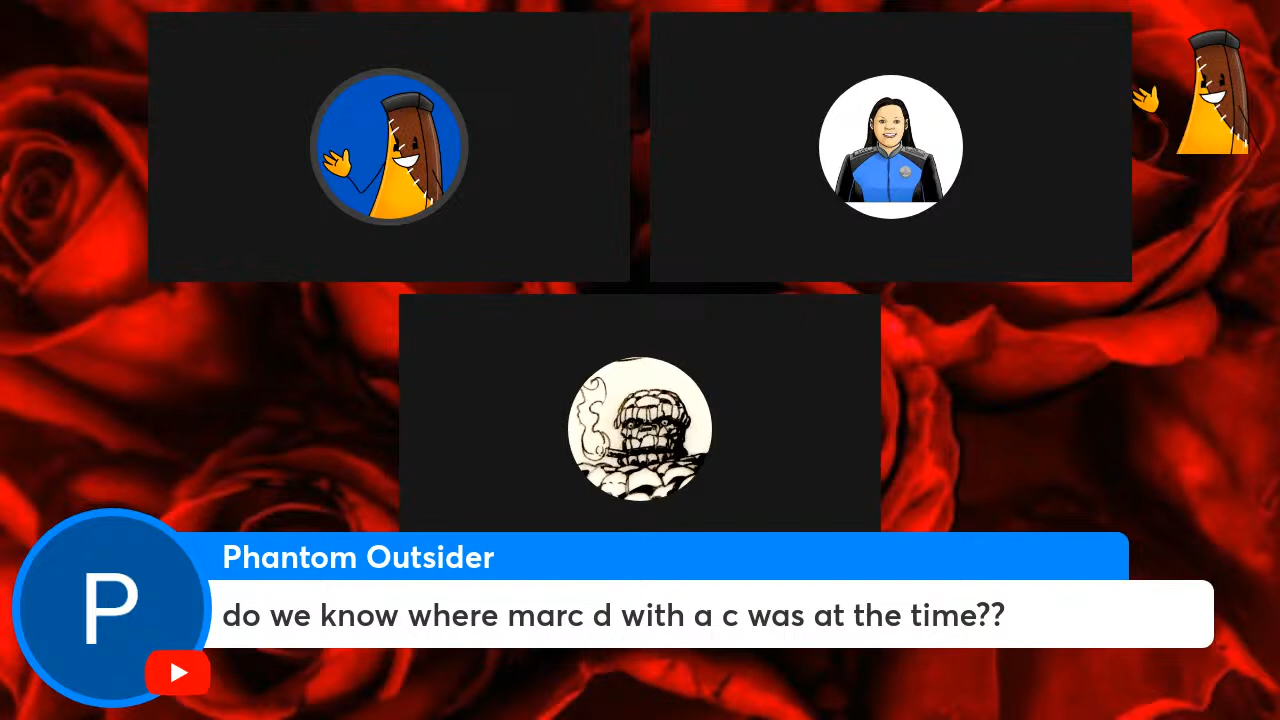 Phantom Outsider
P
do we know where marc d with a c was at the time??